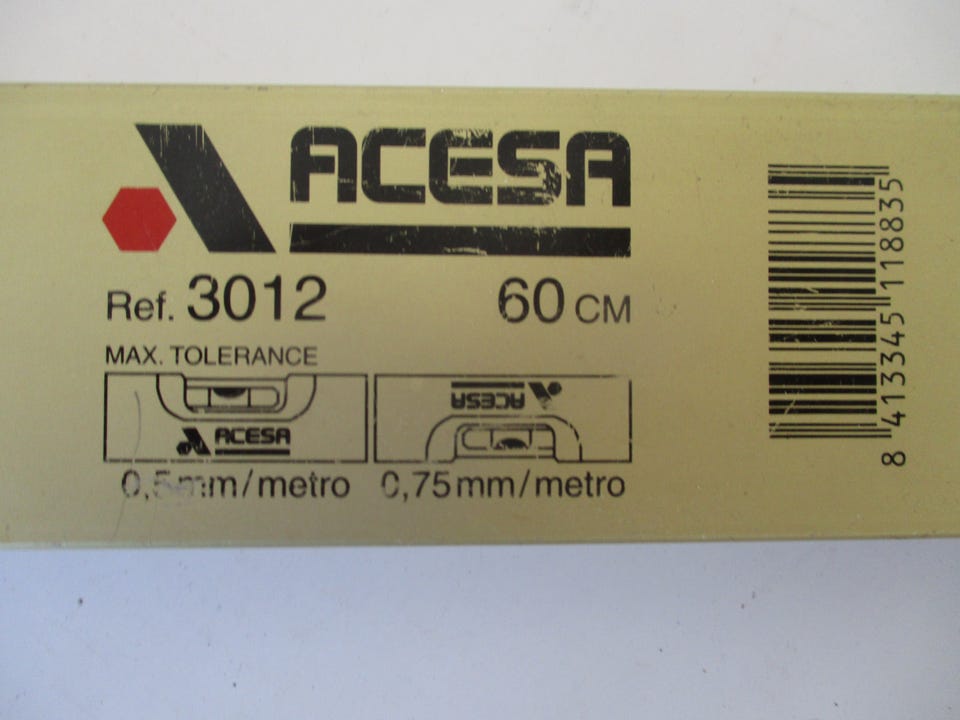 ACESA
Ref. 3012 60 CM
MAX. TOLERANCE
ACESA ACESA
0,5mm/metro 0,75mm/metro
8 413345 118835